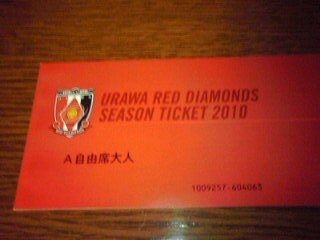 URAWA RED DIAMONDS
SEASON TICKET 2010
A自由席大人
1009257-604063